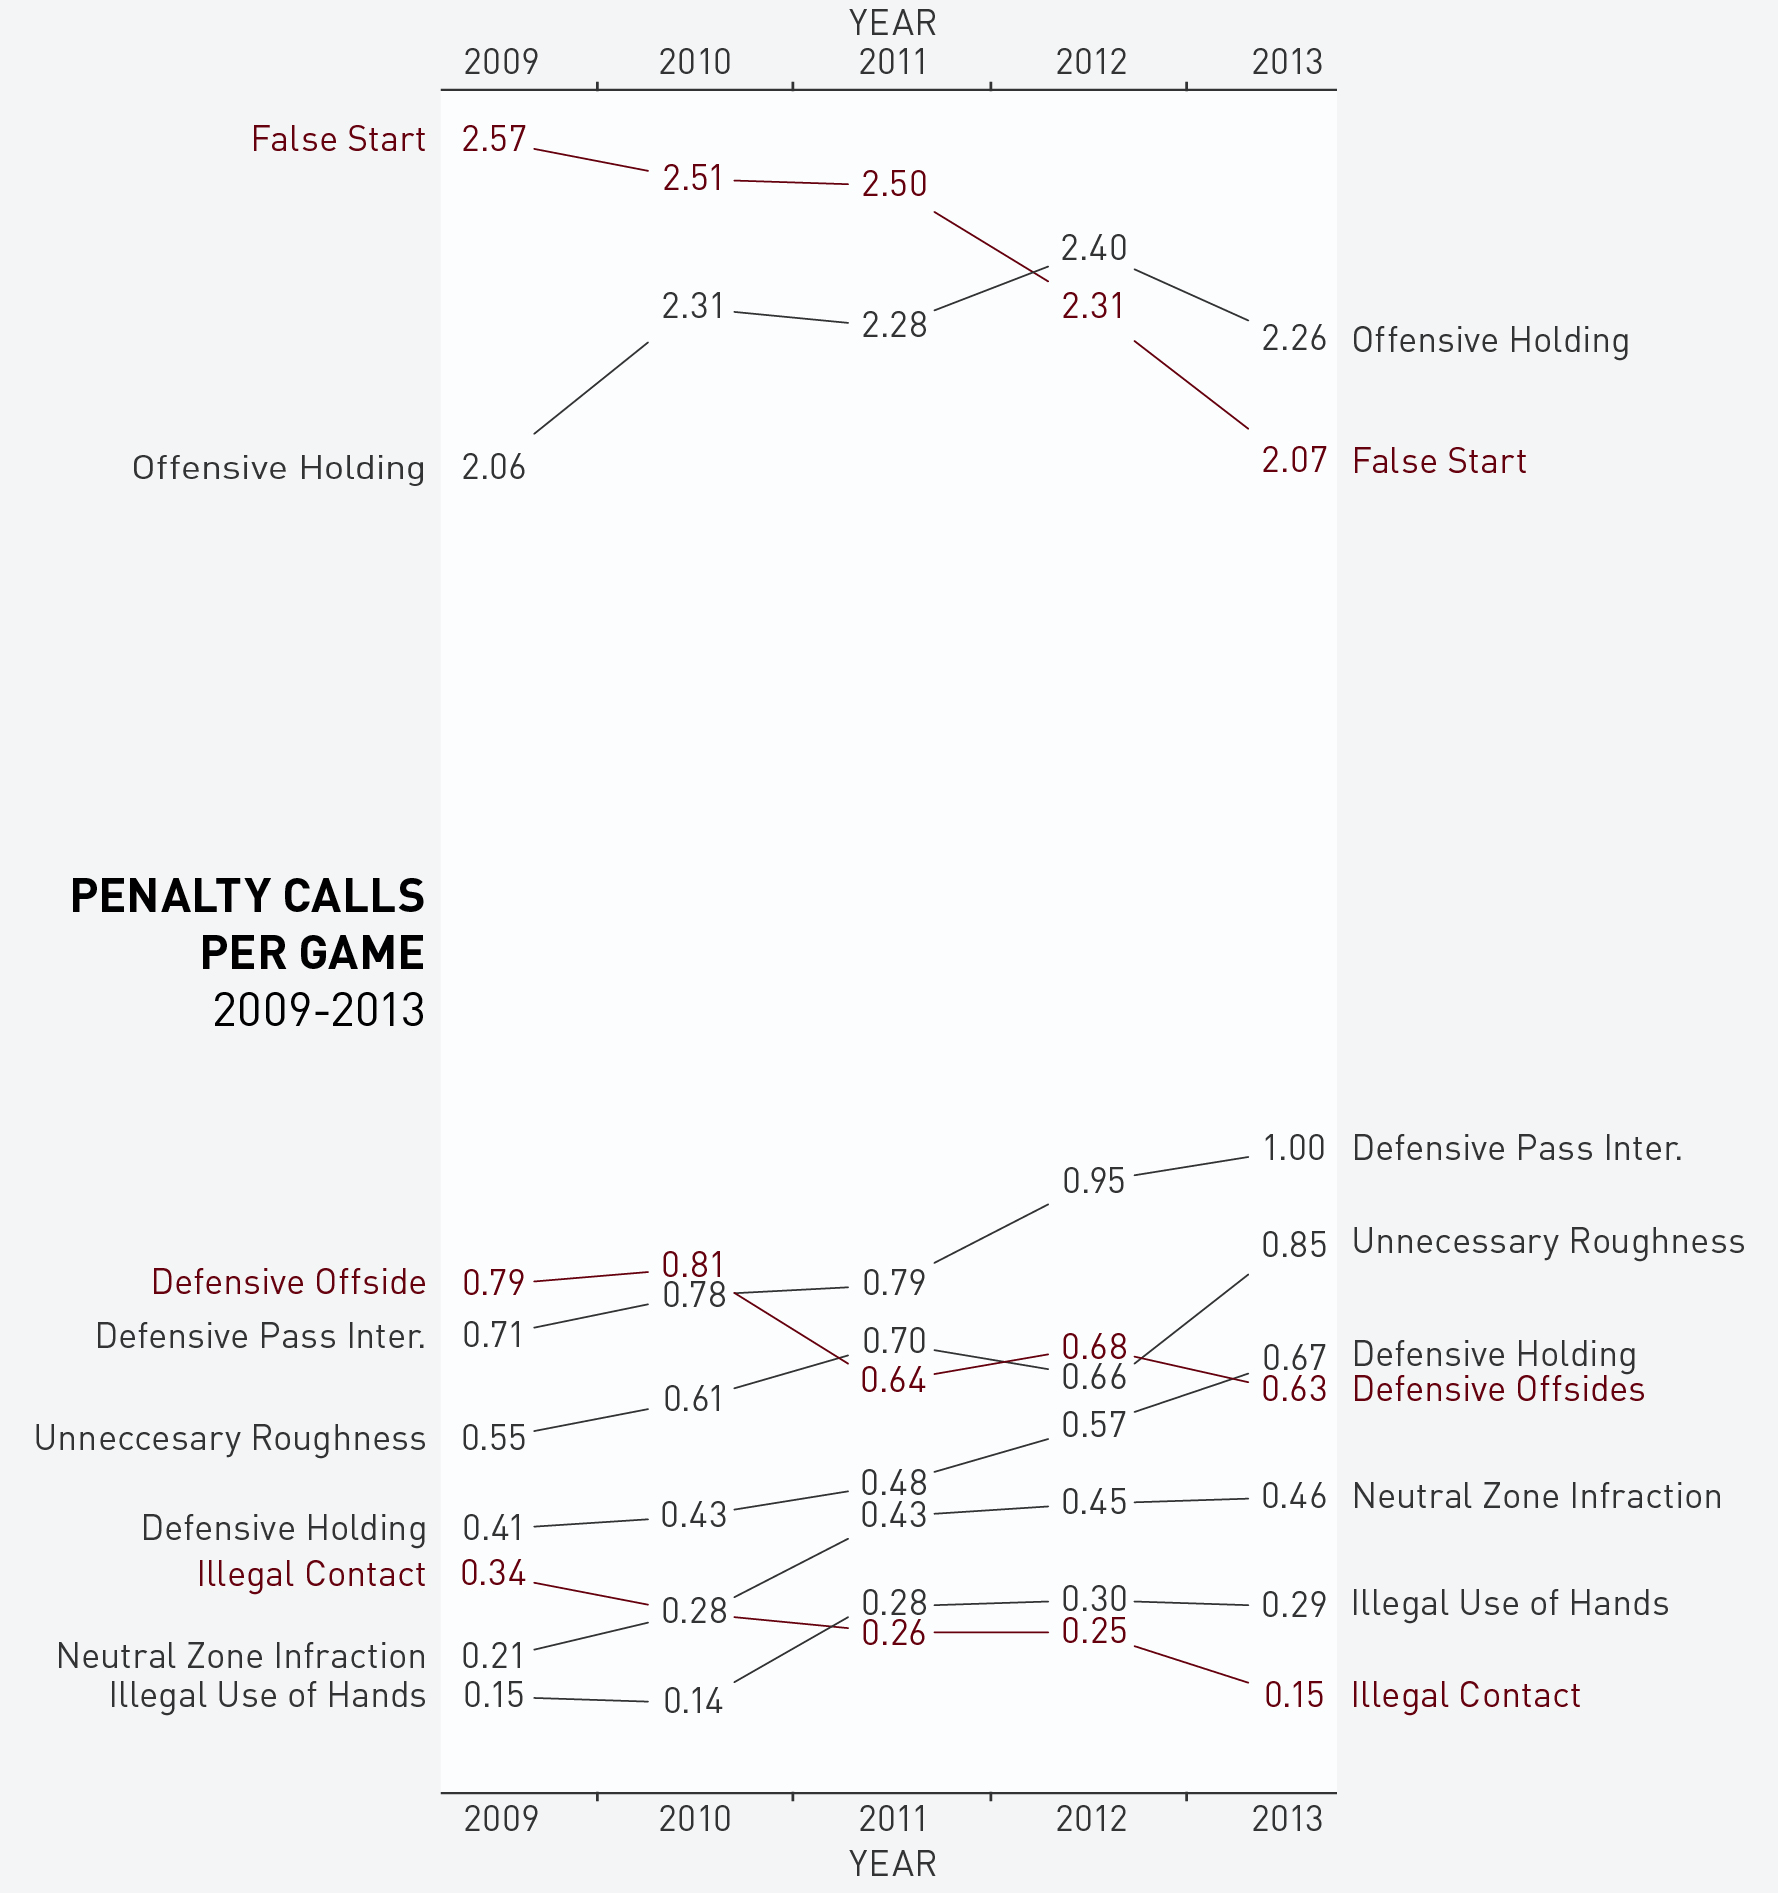 YEAR
2009 2010 2011 2012 2013
False Start 2.57 2.51 2.50
2.40
2.31 2.28 2.31
2.26 Offensive Holding
Offensive Holding 2.06
2.07 False Start
PENALTY CALLS
PER GAME
2009-2013
1.00 Defensive Pass Inter.
0.95
0.85 Unnecessary Roughness
Defensive Offside 0.79 0.81 0.79
0.78
Defensive Pass Inter. 0.71 0.70 0.68
0.67 Defensive Holding
0.64 0.66 0.63 Defensive Offsides
0.61
Unneccesary Roughness 0.55 0.57
0.48
Defensive Holding 0.41 0.43 0.43 0.45 0.46 Neutral Zone Infraction
Illegal Contact 0.34
0.28 0.28 0.30 0.29 Illegal Use of Hands
0.26 0.25
Neutral Zone Infraction 0.21
Illegal Use of Hands 0.15 0.14 0.15 Illegal Contact
2009 2010 2011 2012 2013
YEAR